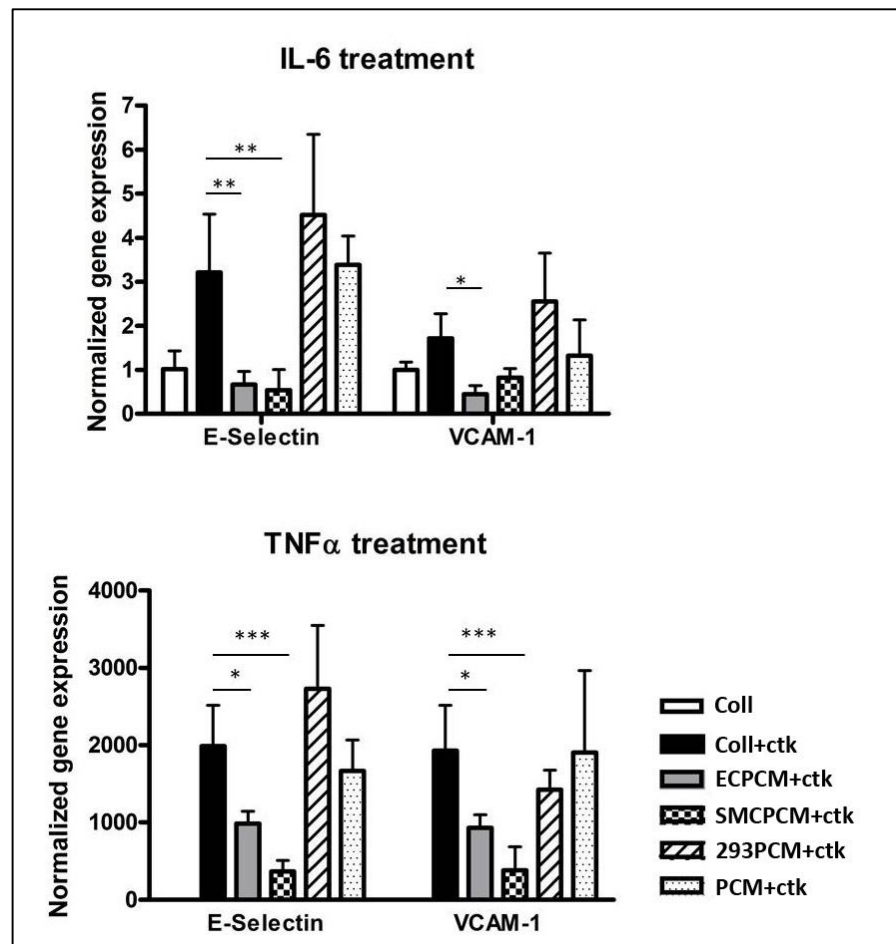 IL-6 treatment
Normalized gene expression
7
6
5
4
3
2
1
0
**
**
*
E-Selectin
VCAM-1
TNFα treatment
Normalized gene expression
4000
3000
2000
1000
0
***
*
***
*
E-Selectin
VCAM-1
Coll
Coll+ctk
ECPCM+ctk
SMCPCM+ctk
293PCM+ctk
PCM+ctk